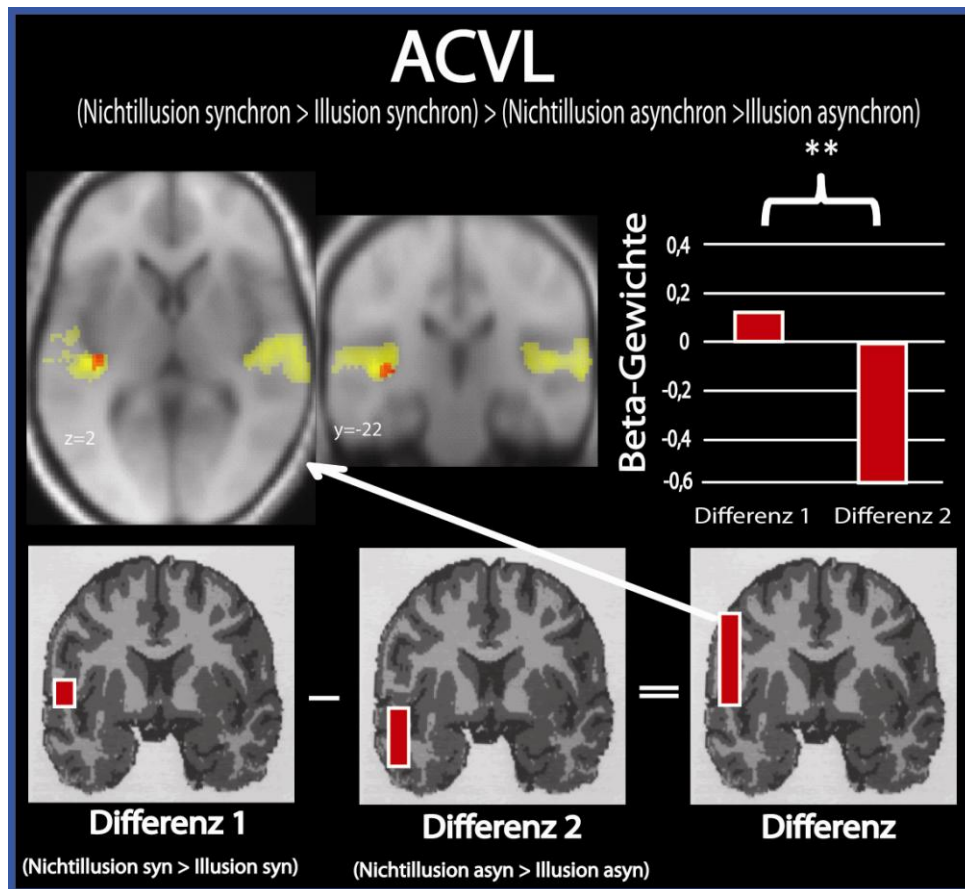 ACVL
(Nichtillusion synchron > Illusion synchron) > (Nichtillusion asynchron >Illusion asynchron)
**
Beta-Gewichte
0,4
0,2
0
-0,2
-0,4
-0,6
Differenz 1 Differenz 2
z=2
y=-22
Differenz 1
(Nichtillusion syn > Illusion syn)
–
Differenz 2
(Nichtillusion asyn > Illusion asyn)
=
Differenz